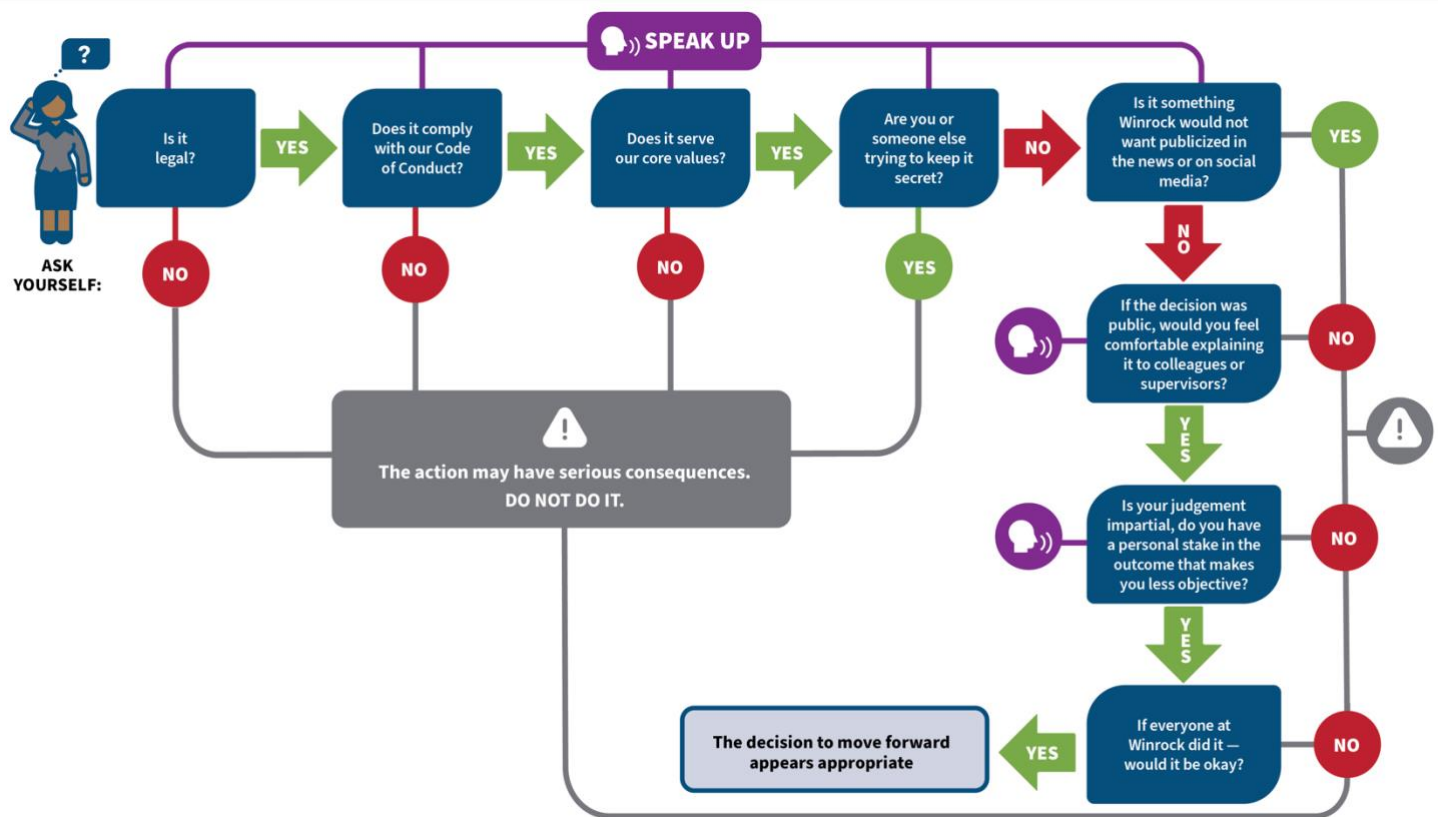 ?
SPEAK UP
ASK
YOURSELF:
Is it
legal?
YES
NO
Does it comply
with our Code
of Conduct?
YES
NO
Does it serve
our core values?
YES
NO
Are you or
someone else
trying to keep it
secret?
NO
YES
Is it something
Winrock would not
want publicized in
the news or on social
media?
YES
N
O
If the decision was
public, would you feel
comfortable explaining
it to colleagues or
supervisors?
NO
Y
E
S
Is your judgement
impartial, do you have
a personal stake in the
outcome that makes
you less objective?
NO
Y
E
S
If everyone at
Winrock did it —
would it be okay?
NO
YES
The decision to move forward
appears appropriate
!
The action may have serious consequences.
DO NOT DO IT.
!